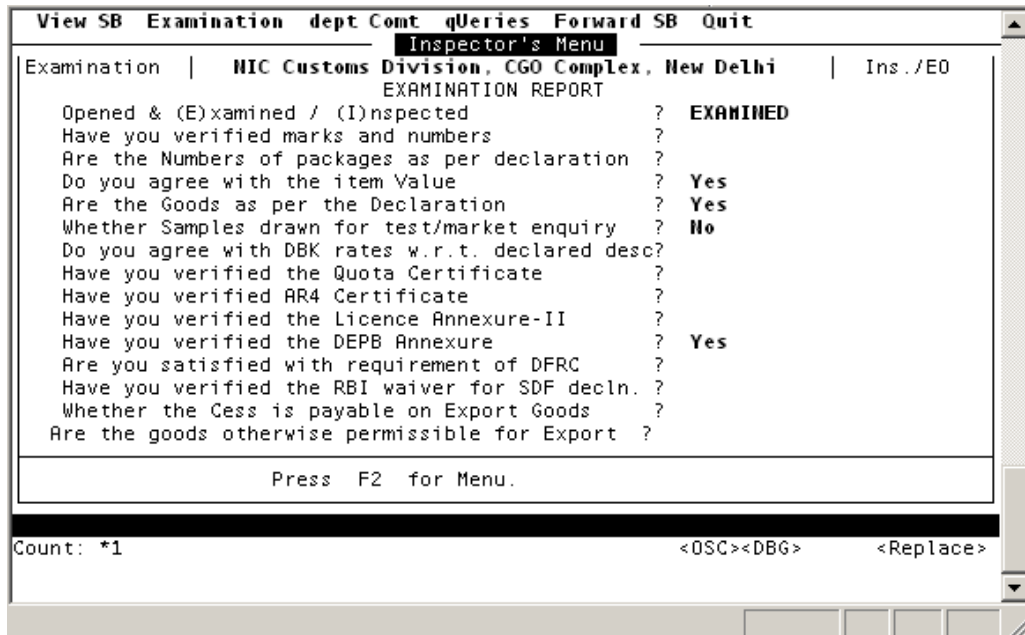 View SB Examination dept Comt qUeries Forward SB Quit
Inspector's Menu
Examination | NIC Customs Division, CGO Complex, New Delhi | Ins./EO
EXAMINATION REPORT
Opened & (E)xamined / (I)nspected ? EXAMINED
Have you verified marks and numbers ?
Are the Numbers of packages as per declaration ?
Do you agree with the item Value ? Yes
Are the Goods as per the Declaration ? Yes
Whether Samples drawn for test/market enquiry ? No
Do you agree with DBK rates w.r.t. declared desc?
Have you verified the Quota Certificate ?
Have you verified AR4 Certificate ?
Have you verified the Licence Annexure-II ?
Have you verified the DEPB Annexure ? Yes
Are you satisfied with requirement of DFRC ?
Have you verified the RBI waiver for SDF decln. ?
Whether the Cess is payable on Export Goods ?
Are the goods otherwise permissible for Export ?
Press F2 for Menu.
Count: *1 <OSC><DBG> <Replace>